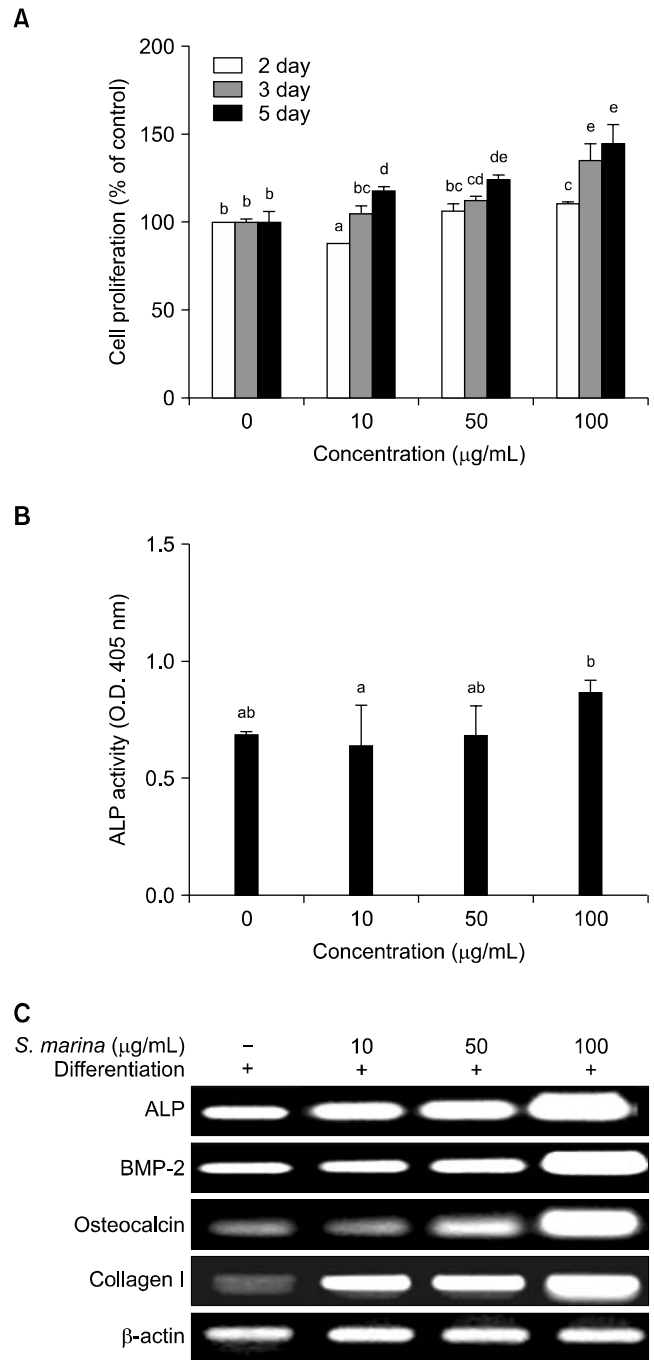 A
200
150
100
50
0
Cell proliferation (% of control)
2 day
3 day
5 day
b b b
a bc d
bc cd de
c e e
0 10 50 100
Concentration (μg/mL)
B
1.5
1.0
0.5
0.0
ALP activity (O.D. 405 nm)
ab a ab b
0 10 50 100
Concentration (μg/mL)
C
S. marina (μg/mL) – 10 50 100
Differentiation + + + +
ALP
BMP-2
Osteocalcin
Collagen I
β-actin